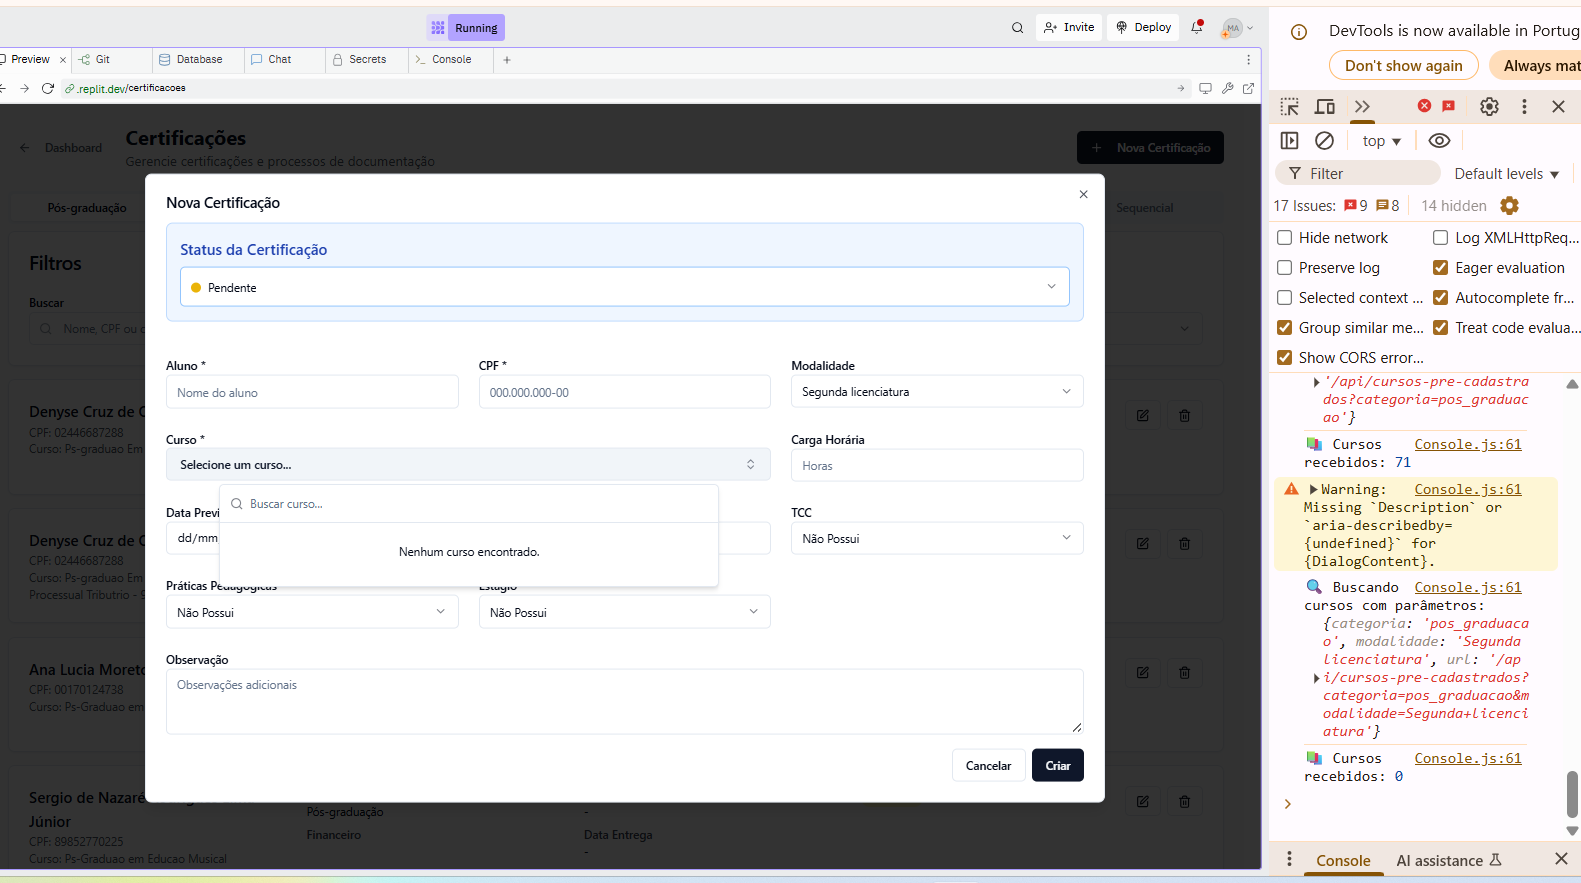 Running
Invite
Deploy
MA
Preview
Git
Database
Chat
Secrets
Console
.replit.dev/certificacoes
Dashboard
Certificações
Gerencie certificações e processos de documentação
Nova Certificação
Pós-graduação
Sequencial
Filtros
Buscar
Nome, CPF ou c
Denyse Cruz de C
CPF: 02446687288
Curso: Ps-graduao Em
Denyse Cruz de C
CPF: 02446687288
Curso: Ps-graduao Em
Processual Tributrio - 9
Ana Lucia Moreto
CPF: 00170124738
Curso: Ps-Graduao em
Sergio de Nazaré
Júnior
CPF: 89852770225
Curso: Ps-Graduao em Educao Musical
Pós-graduação
-
Financeiro
Data Entrega
-
Nova Certificação
Status da Certificação
Pendente
Aluno *
CPF *
Modalidade
Nome do aluno
000.000.000-00
Segunda licenciatura
Curso *
Carga Horária
Selecione um curso...
Horas
Buscar curso...
Nenhum curso encontrado.
Data Previ
TCC
dd/mm
Não Possui
Práticas Pedagógicas
Estágio
Não Possui
Não Possui
Observação
Observações adicionais
Cancelar
Criar
DevTools is now available in Portug
Don't show again
Always mat
top
Filter
Default levels
17 Issues:
9
8
14 hidden
Hide network
Log XMLHttpReq...
Preserve log
Eager evaluation
Selected context ...
Autocomplete fr...
Group similar me...
Treat code evalua...
Show CORS error...
'/api/cursos-pre-cadastra
dos?categoria=pos_graduac
ao'}
Cursos Console.js:61
recebidos: 71
Warning: Console.js:61
Missing `Description` or
`aria-describedby=
{undefined}` for
{DialogContent}.
Buscando Console.js:61
cursos com parâmetros:
{categoria: 'pos_graduaca
o', modalidade: 'Segunda
licenciatura', url: '/ap
i/cursos-pre-cadastrados?
categoria=pos_graduacao&m
odalidade=Segunda+licenci
atura'}
Cursos Console.js:61
recebidos: 0
Console
AI assistance